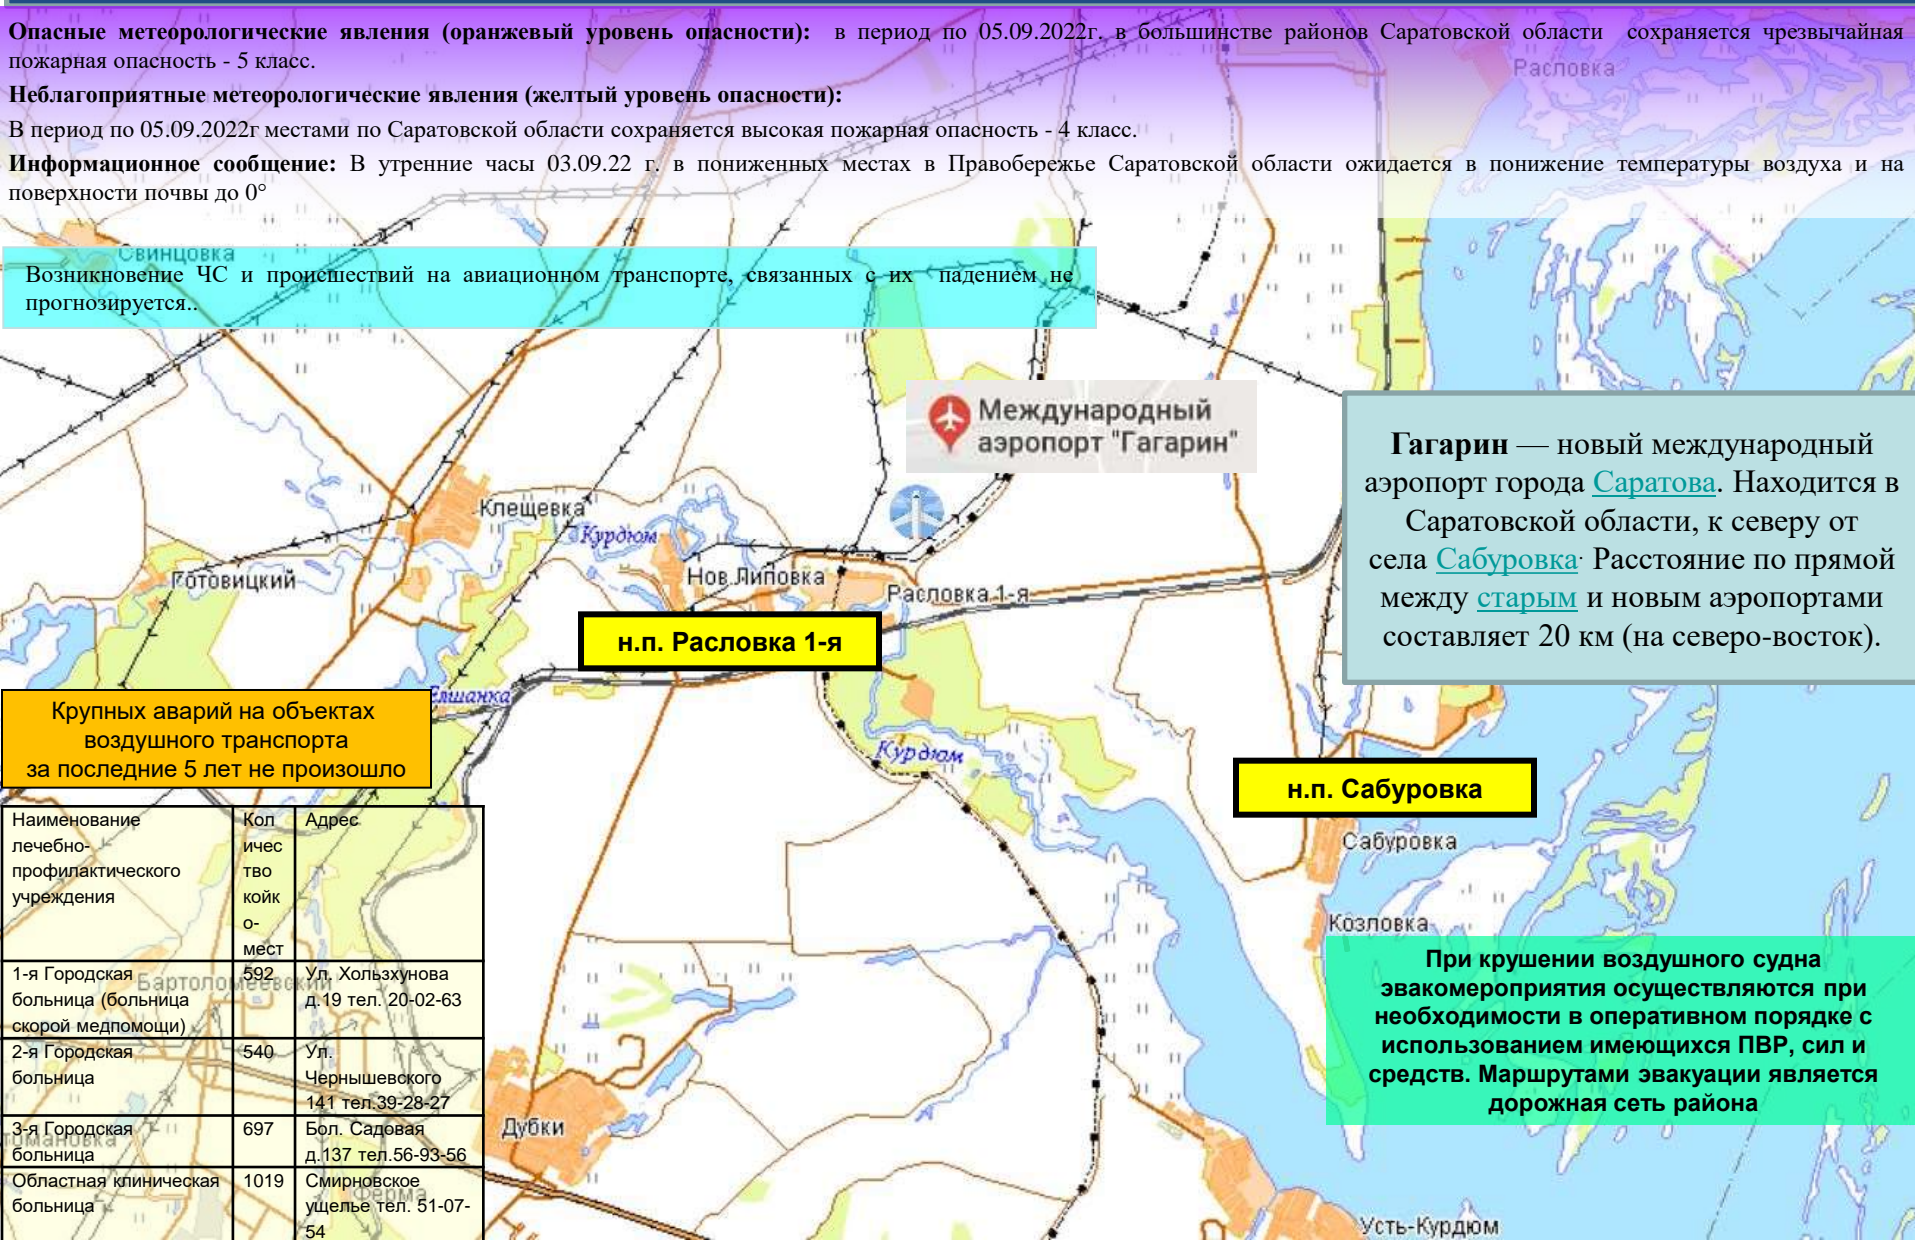 Опасные метеорологические явления (оранжевый уровень опасности): в период по 05.09.2022г. в большинстве районов Саратовской области сохраняется чрезвычайная
пожарная опасность - 5 класс.
Неблагоприятные метеорологические явления (желтый уровень опасности):
В период по 05.09.2022г местами по Саратовской области сохраняется высокая пожарная опасность - 4 класс.
Информационное сообщение: В утренние часы 03.09.22 г. в пониженных местах в Правобережье Саратовской области ожидается в понижение температуры воздуха и на
поверхности почвы до 0°
Расловка
Свинцовка
Возникновение ЧС и происшествий на авиационном транспорте, связанных с их падением не
прогнозируется..
Международный
аэропорт "Гагарин"
Гагарин — новый международный
аэропорт города Саратова. Находится в
Саратовской области, к северу от
села Сабуровка· Расстояние по прямой
между старым и новым аэропортами
составляет 20 км (на северо-восток).
Клещевка
Курдюм
Готовицкий
Нов.Липовка
Расловка 1-я
н.п. Расловка 1-я
Елшанка
Крупных аварий на объектах
воздушного транспорта
за последние 5 лет не произошло
Курдюм
н.п. Сабуровка
Сабуровка
Козловка
При крушении воздушного судна
эвакомероприятия осуществляются при
необходимости в оперативном порядке с
использованием имеющихся ПВР, сил и
средств. Маршрутами эвакуации является
дорожная сеть района
Наименование
лечебно-
профилактического
учреждения
Кол
ичес
тво
койк
о-
мест
Адрес
1-я Городская
больница (больница
скорой медпомощи)
592
Ул. Хользхунова
д.19 тел. 20-02-63
Бартоломеевский
2-я Городская
больница
540
Ул.
Чернышевского
141 тел.39-28-27
3-я Городская
больница
697
Бол. Садовая
д.137 тел.56-93-56
Областная клиническая
больница
1019
Смирновское
ущелье тел. 51-07-
54
Ферма
Дубки
Усть-Курдюм